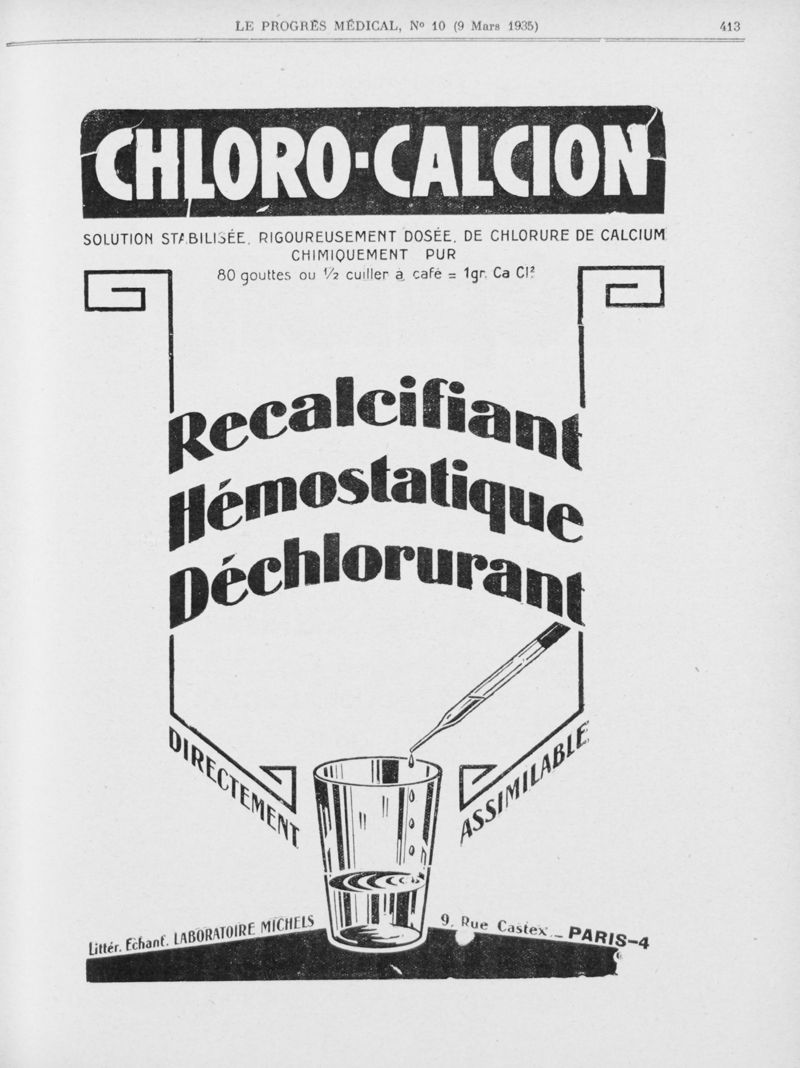 LE PROGRÈS MÉDICAL, Nº 10 (9 Mars 1935)
413
CHLORO-CALCION
SOLUTION STABILISÉE, RIGOUREUSEMENT DOSÉE, DE CHLORURE DE CALCIUM
CHIMIQUEMENT PUR
80 gouttes ou 1/2 cuiller à café = 1gr. Ca Cl²
Recalcifiant
Hémostatique
Déchlorurant
DIRECTEMENT
ASSIMILABLE
Littér. Échant. LABORATOIRE MICHELS
9, Rue Castex _ PARIS-4